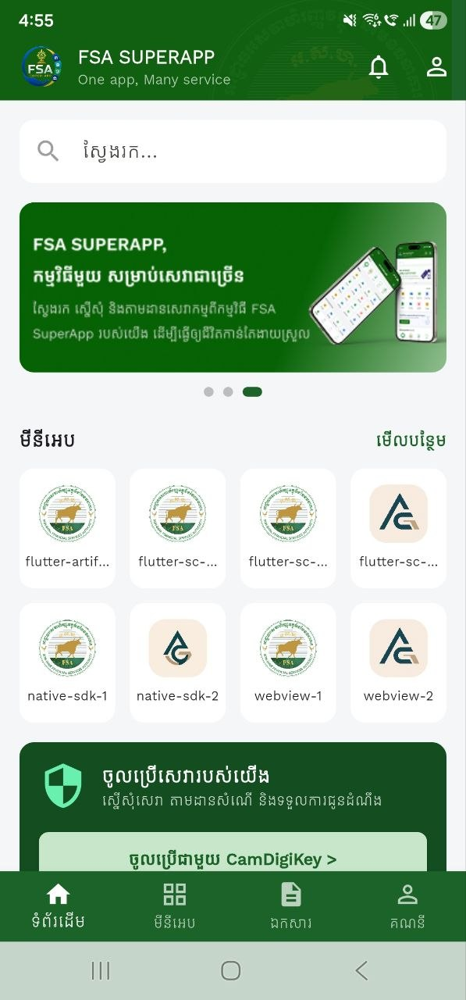 4:55
47
FSA SUPERAPP
One app, Many service
FSA
ស្វែងរក...
FSA SUPERAPP,
កម្មវិធីមួយ សម្រាប់សេវាជាច្រើន
ស្វែងរក ស្នើសុំ និងតាមដានសេវាកម្មពីកម្មវិធី FSA
SuperApp របស់យើង ដើម្បីធ្វើឲ្យជីវិតកាន់តែងាយស្រួល
មីនីអេប
មើលបន្ថែម
FSA
FSA
FSA
flutter-artif...
flutter-sc-...
flutter-sc-...
flutter-sc-...
FSA
FSA
native-sdk-1
native-sdk-2
webview-1
webview-2
ចូលប្រើសេវារបស់យើង
ស្នើសុំសេវា តាមដានសំណើ និងទទួលការជូនដំណឹង
ចូលប្រើជាមួយ CamDigiKey >
ទំព័រដើម
មីនីអេប
ឯកសារ
គណនី